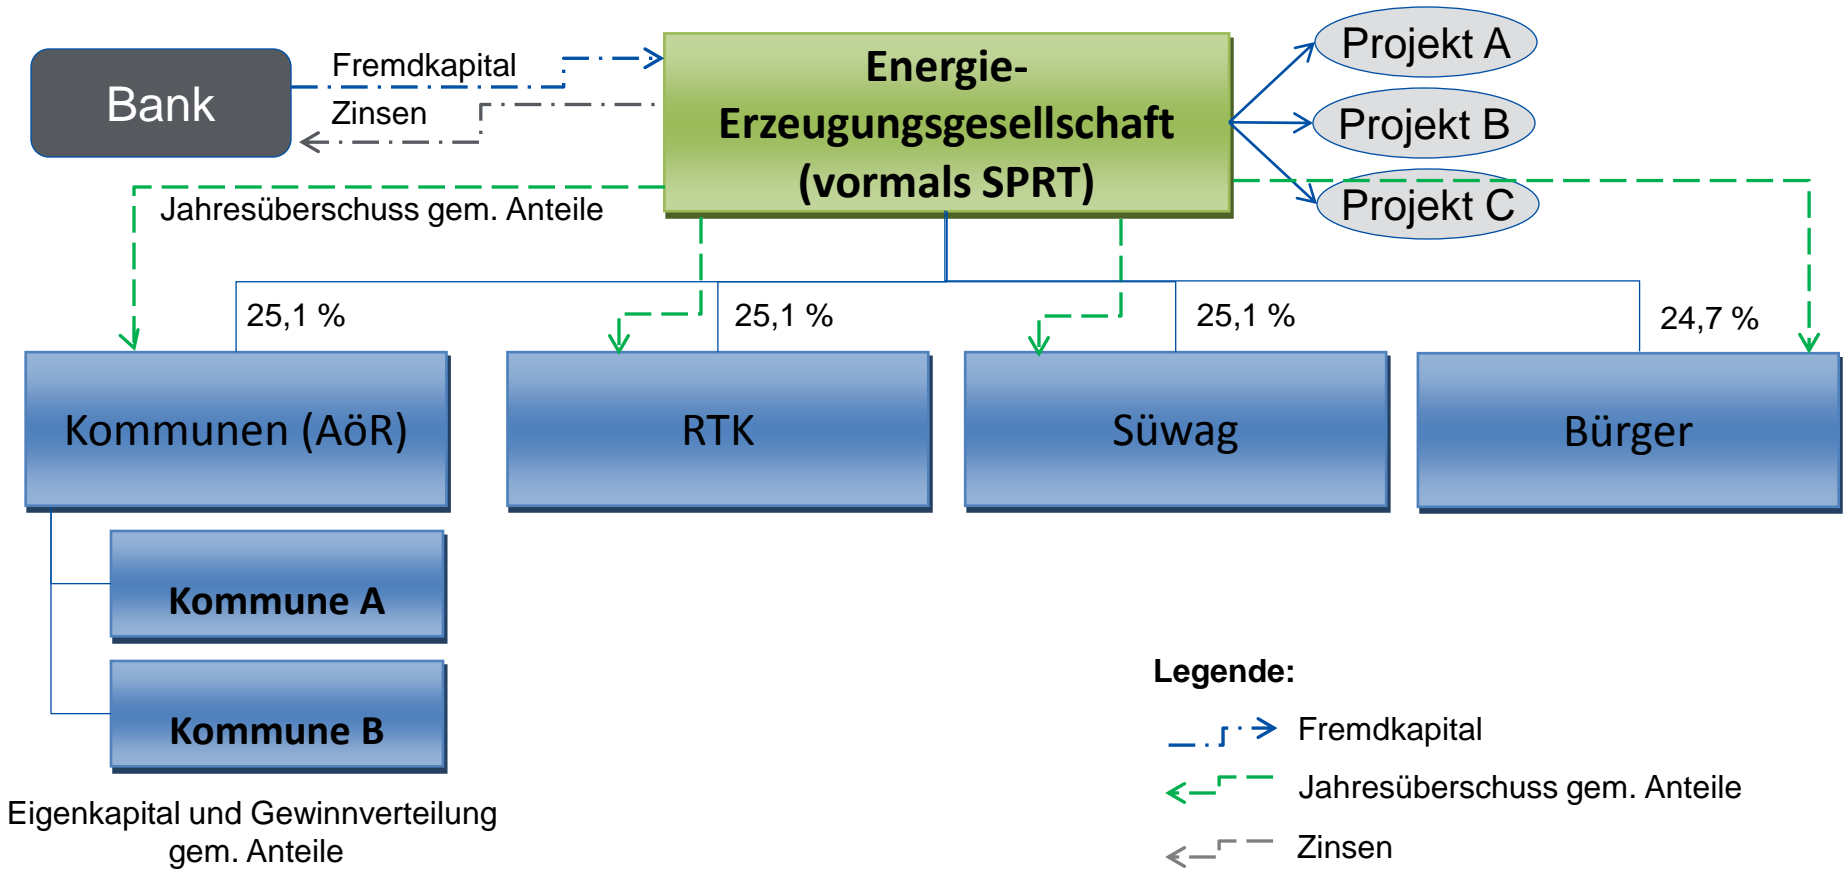 Bank
Fremdkapital
Zinsen
Energie-
Erzeugungsgesellschaft
(vormals SPRT)
Projekt A
Projekt B
Projekt C
Jahresüberschuss gem. Anteile
25,1 %
25,1 %
25,1 %
24,7 %
Kommunen (AöR)
RTK
Süwag
Bürger
Kommune A
Kommune B
Eigenkapital und Gewinnverteilung
gem. Anteile
Legende:
Fremdkapital
Jahresüberschuss gem. Anteile
Zinsen